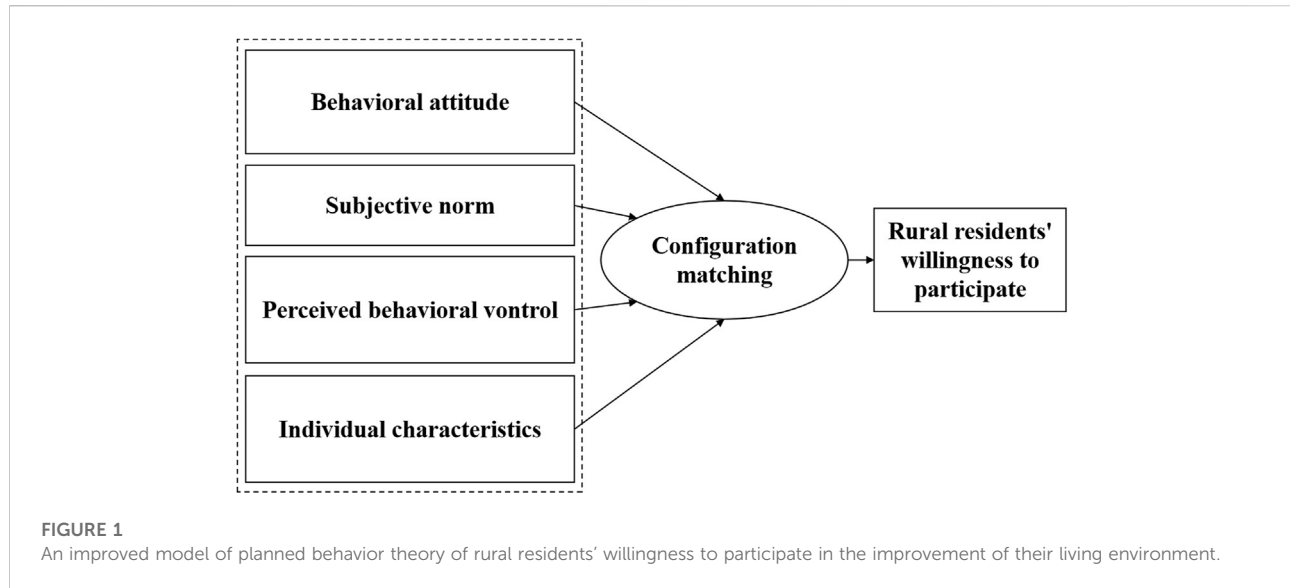 Behavioral attitude
Subjective norm
Perceived behavioral vontrol
Individual characteristics
Configuration
matching
Rural residents'
willingness to
participate
FIGURE 1
An improved model of planned behavior theory of rural residents’ willingness to participate in the improvement of their living environment.